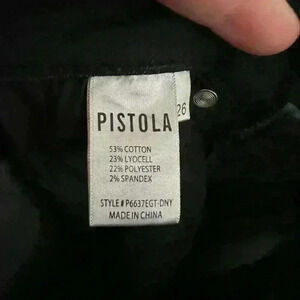 PISTOLA
26
53% COTTON
23% LYOCELL
22% POLYESTER
2% SPANDEX
STYLE# P6637EGT-DNY
MADE IN CHINA